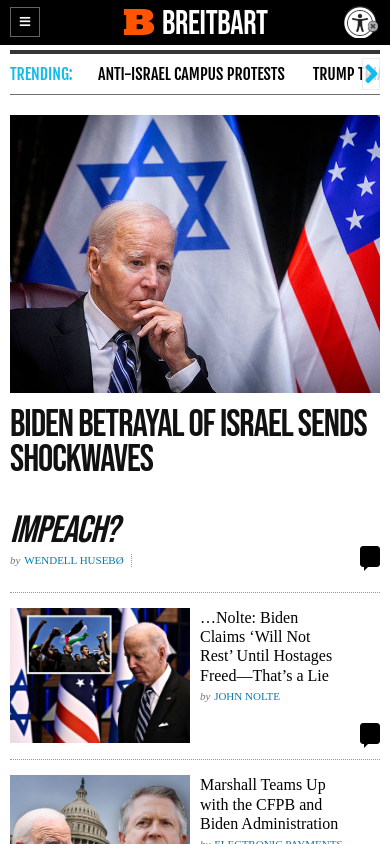 BREITBART
TRENDING:
ANTI-ISRAEL CAMPUS PROTESTS
TRUMP
BIDEN BETRAYAL OF ISRAEL SENDS
SHOCKWAVES
IMPEACH?
by WENDELL HUSEBØ
…Nolte: Biden
Claims ‘Will Not
Rest’ Until Hostages
Freed—That’s a Lie
by JOHN NOLTE
Marshall Teams Up
with the CFPB and
Biden Administration
by ELECTRONIC PAYMENTS